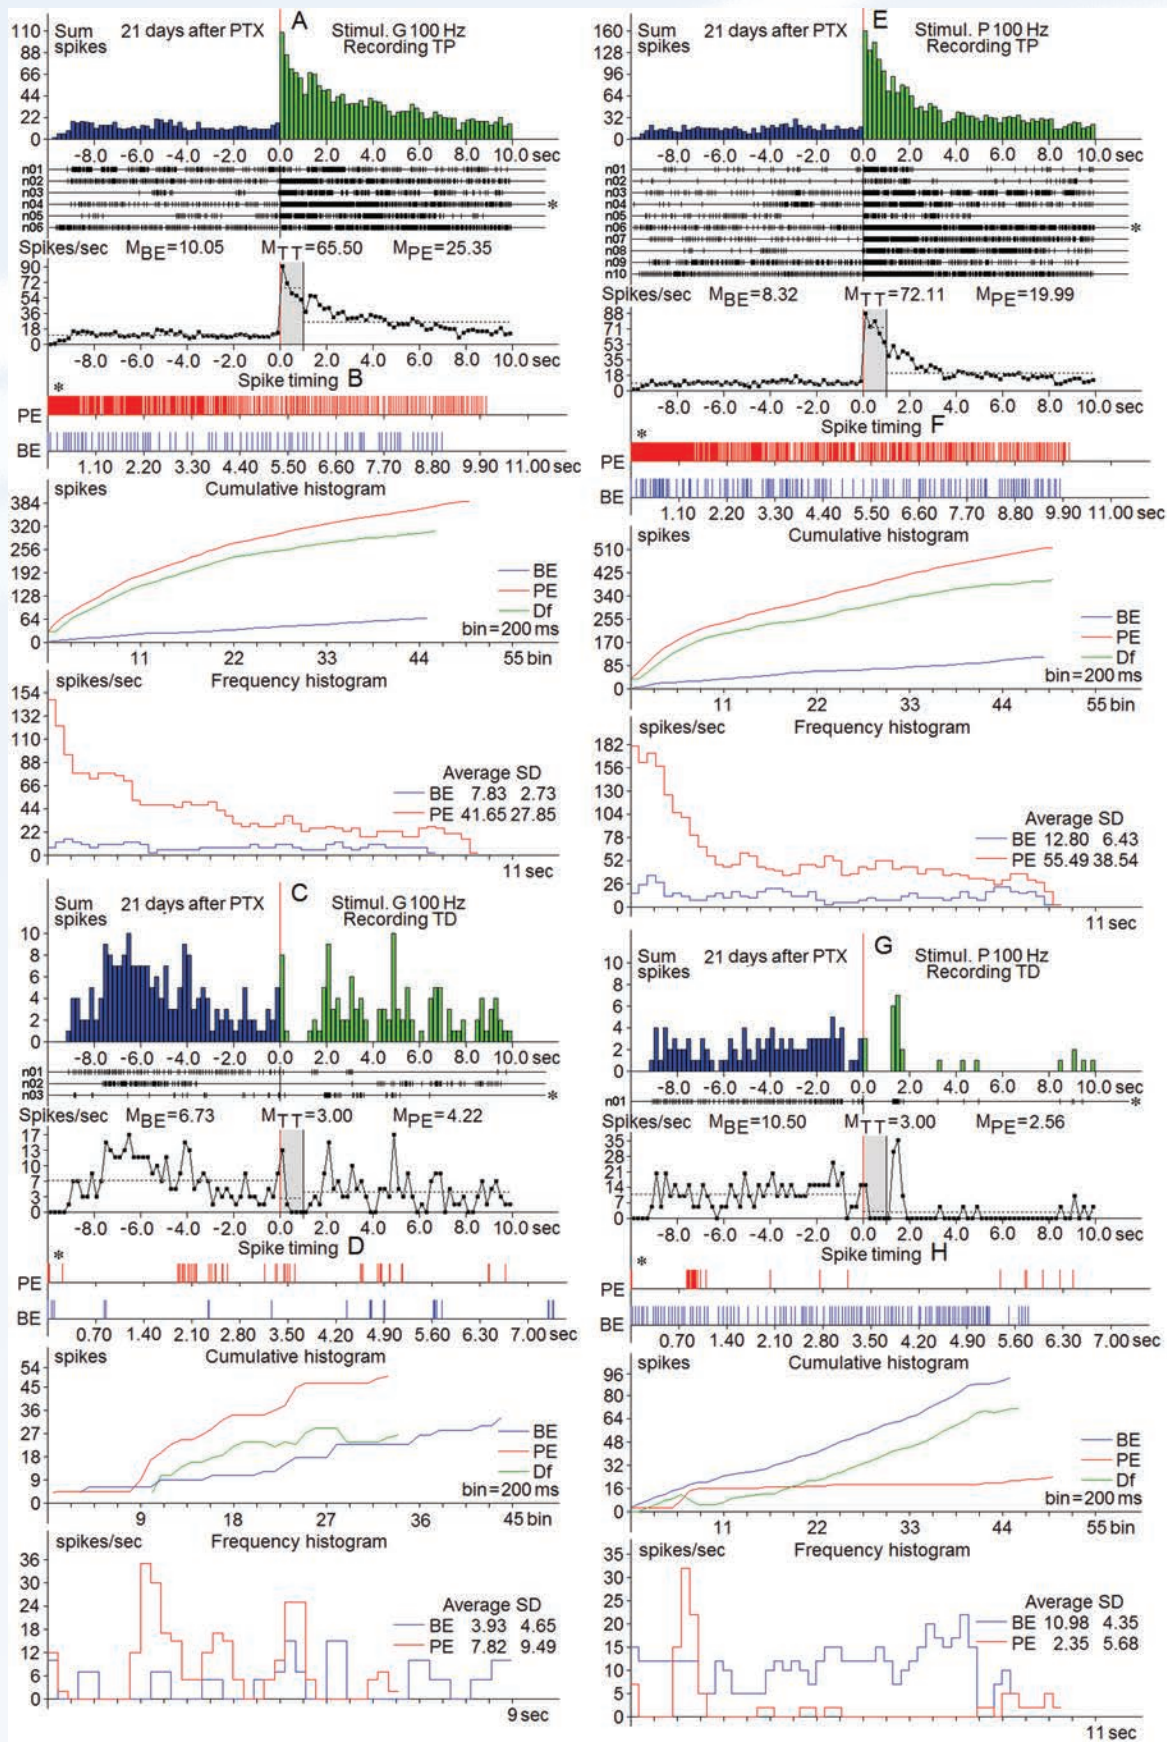 A
Sum spikes
21 days after PTX
Stimul. G 100 Hz
Recording TP
110
88
66
44
22
0
-8.0 -6.0 -4.0 -2.0 0.0 2.0 4.0 6.0 8.0 10.0 sec
n01
n02
n03
n04 *
n05
n06
Spikes/sec MBE=10.05 MTT=65.50 MPE=25.35
90
72
54
36
18
0
-8.0 -6.0 -4.0 -2.0 0.0 2.0 4.0 6.0 8.0 10.0 sec
* Spike timing B
PE
BE
1.10 2.20 3.30 4.40 5.50 6.60 7.70 8.80 9.90 11.00 sec
spikes Cumulative histogram
384
320
256
192
128
64
0
BE
PE
Df
bin=200 ms
11 22 33 44 55 bin
spikes/sec Frequency histogram
154
132
110
88
66
44
22
0
Average SD
BE 7.83 2.73
PE 41.65 27.85
11 sec
C
Sum spikes
21 days after PTX
Stimul. G 100 Hz
Recording TD
10
8
6
4
2
-8.0 -6.0 -4.0 -2.0 0.0 2.0 4.0 6.0 8.0 10.0 sec
n01
n02
n03 *
Spikes/sec MBE=6.73 MTT=3.00 MPE=4.22
17
13
10
7
3
0
-8.0 -6.0 -4.0 -2.0 0.0 2.0 4.0 6.0 8.0 10.0 sec
* Spike timing D
PE
BE
0.70 1.40 2.10 2.80 3.50 4.20 4.90 5.60 6.30 7.00 sec
spikes Cumulative histogram
54
45
36
27
18
9
0
BE
PE
Df
bin=200 ms
9 18 27 36 45 bin
spikes/sec Frequency histogram
36
30
24
18
12
6
0
Average SD
BE 3.93 4.65
PE 7.82 9.49
9 sec
E
Sum spikes
21 days after PTX
Stimul. P 100 Hz
Recording TP
160
128
96
64
32
0
-8.0 -6.0 -4.0 -2.0 0.0 2.0 4.0 6.0 8.0 10.0 sec
n01
n02
n03
n04
n05
n06 *
n07
n08
n09
n10
Spikes/sec MBE=8.32 MTT=72.11 MPE=19.99
88
71
53
35
18
0
-8.0 -6.0 -4.0 -2.0 0.0 2.0 4.0 6.0 8.0 10.0 sec
* Spike timing F
PE
BE
1.10 2.20 3.30 4.40 5.50 6.60 7.70 8.80 9.90 11.00 sec
spikes Cumulative histogram
510
425
340
255
170
85
0
BE
PE
Df
bin=200 ms
11 22 33 44 55 bin
spikes/sec Frequency histogram
182
156
130
104
78
52
26
0
Average SD
BE 12.80 6.43
PE 55.49 38.54
11 sec
G
Sum spikes
21 days after PTX
Stimul. P 100 Hz
Recording TD
10
8
6
4
2
0
-8.0 -6.0 -4.0 -2.0 0.0 2.0 4.0 6.0 8.0 10.0 sec
n01 *
Spikes/sec MBE=10.50 MTT=3.00 MPE=2.56
35
28
21
14
7
0
-8.0 -6.0 -4.0 -2.0 0.0 2.0 4.0 6.0 8.0 10.0 sec
* Spike timing H
PE
BE
0.70 1.40 2.10 2.80 3.50 4.20 4.90 5.60 6.30 7.00 sec
spikes Cumulative histogram
96
80
64
48
32
16
0
BE
PE
Df
bin=200 ms
11 22 33 44 55 bin
spikes/sec Frequency histogram
35
30
25
20
15
10
5
0
Average SD
BE 10.98 4.35
PE 2.35 5.68
11 sec